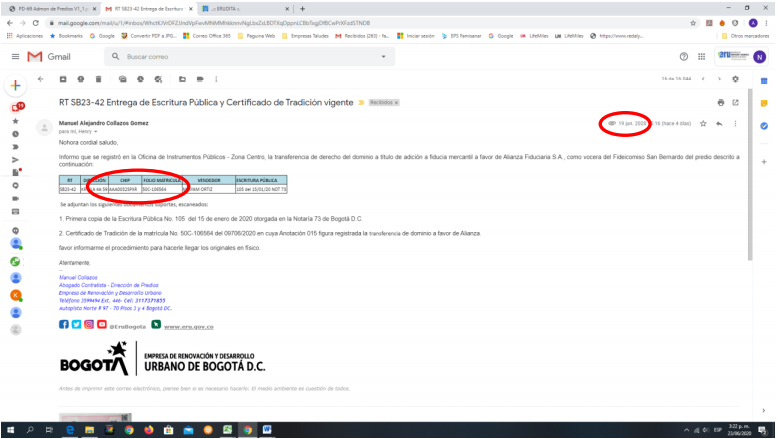 PD-69 Admon de Predios V1_1.p
RT SB23-42 Entrega de Escritura
.:: ERUDITA ::.
mail.google.com/mail/u/1/#inbox/
Aplicaciones Bookmarks Google Convertir PDF a JPG... Correo Office 365 Paguina Web Empresas Taludes Recibidos (283) - fa... Iniciar sesión EPS Famisanar Google LifeMiles LifeMiles https://www.redaly... Otros marcadores
Gmail
Buscar correo
de 16.044
RT SB23-42 Entrega de Escritura Pública y Certificado de Tradición vigente Recibidos x
Manuel Alejandro Collazos Gomez
19 jun. 2020 16 (hace 4 días)
para mí, Henry
Nohora cordial saludo,
Informo que se registró en la Oficina de Instrumentos Públicos - Zona Centro, la transferencia de derecho del dominio a título de adición a fiducia mercantil a favor de Alianza Fiduciaria S.A., como vocera del Fideicomiso San Bernardo del predio descrito a
continuación:
RT DIRECCIÓN CHIP FOLIO MATRICULA VENDEDOR ESCRITURA PÚBLICA
SB23-42 50C-106564 ORTIZ 105 del 15/01/20 NOT 73
Se adjuntan los siguientes documentos soportes, escaneados:
1. Primera copia de la Escritura Pública No. 105 del 15 de enero de 2020 otorgada en la Notaría 73 de Bogotá D.C.
2. Certificado de Tradición de la matricula No. 50C-106564 del 09/06/2020 en cuya Anotación 015 figura registrada la transferencia de dominio a favor de Alianza.
favor informarme el procedimiento para hacerle llegar los originales en físico.
Atentamente,
--
Manuel Collazos
Abogado Contratista - Dirección de Predios
Empresa de Renovación y Desarrollo Urbano
Teléfono 3599494 Ext. 446- Cel: 3117371855
Autopista Norte # 97 - 70 Pisos 3 y 4 Bogotá DC.
@EruBogota www.eru.gov.co
BOGOTÁ
EMPRESA DE RENOVACIÓN Y DESARROLLO
URBANO DE BOGOTÁ D.C.
Antes de imprimir este correo electrónico, piense bien si es necesario hacerlo: El medio ambiente es cuestión de todos.
ESP
3:22 p. m.
23/06/2020